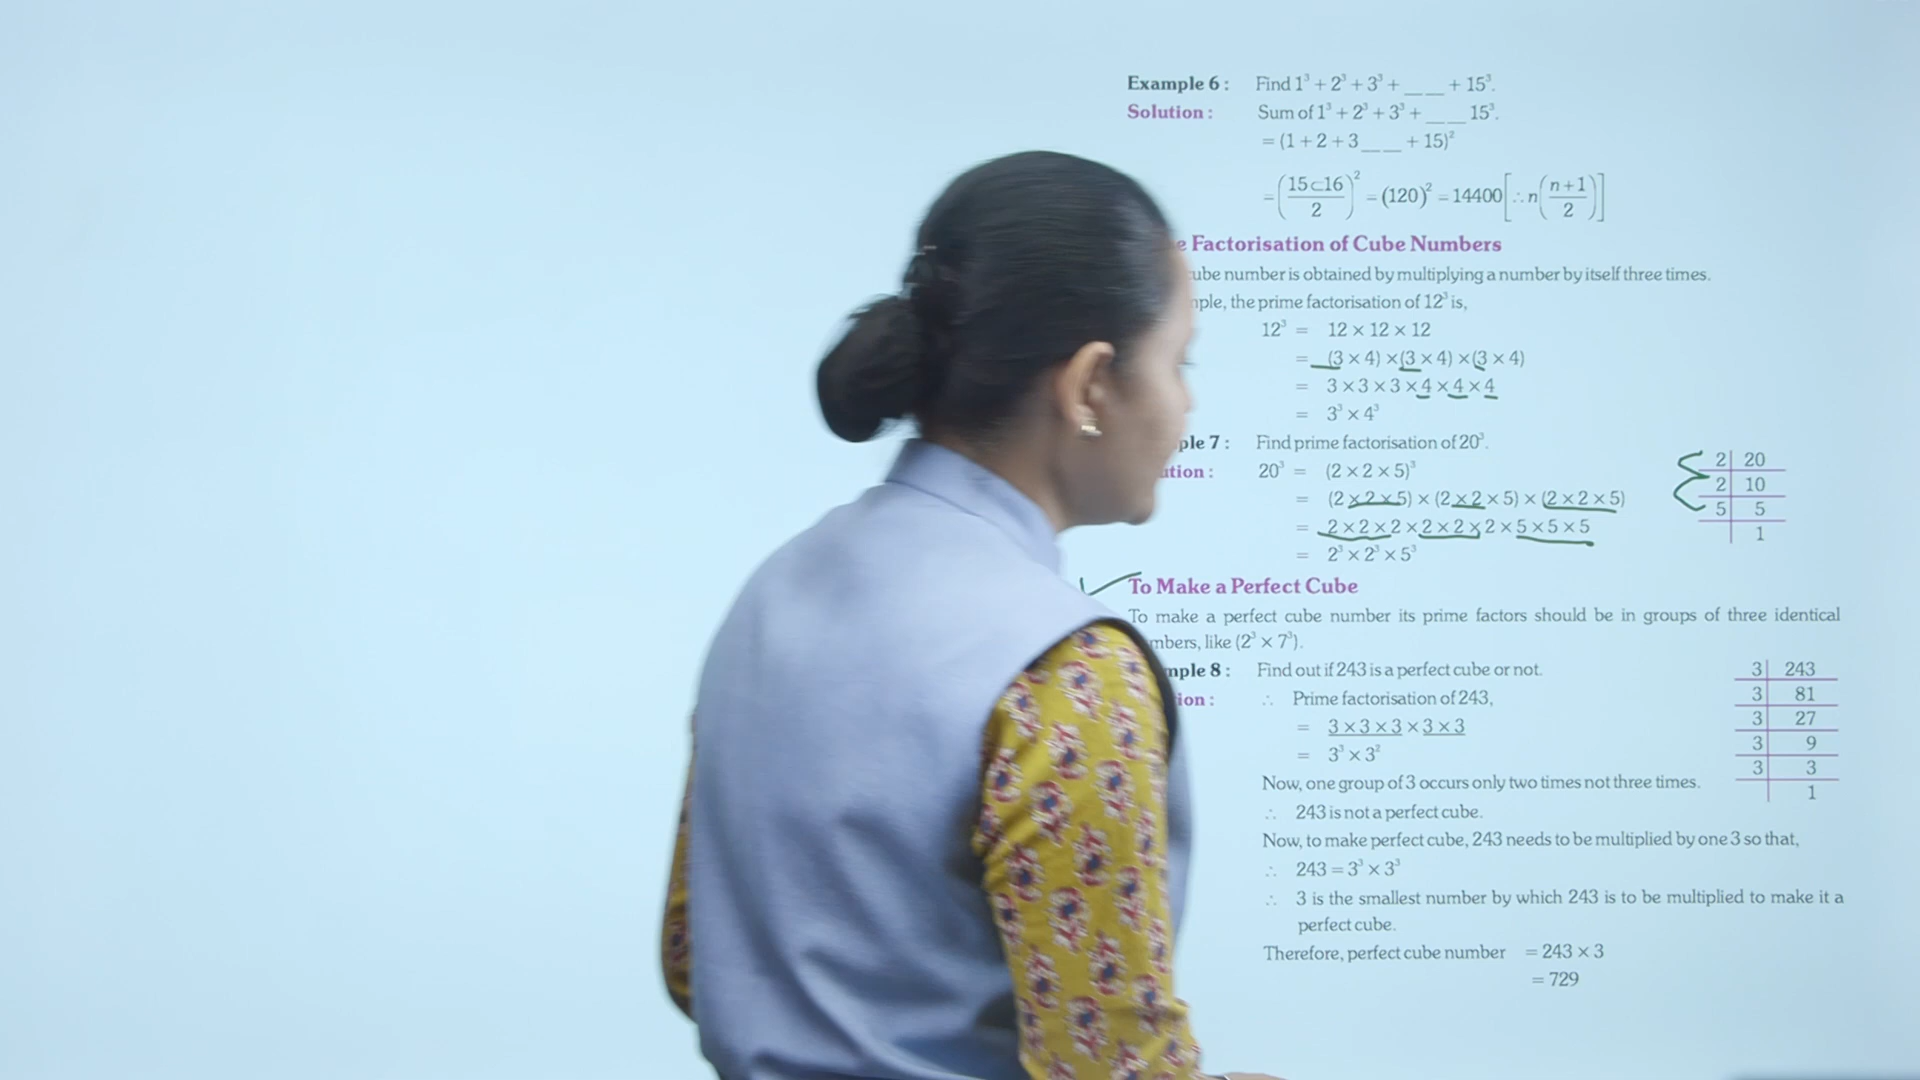 Example 6 : Find 1³ + 2³ + 3³ + __ __ + 15³.
Solution : Sum of 1³ + 2³ + 3³ + __ __ 15³.
= (1 + 2 + 3 __ __ + 15)²
= (15⊂16/2)² = (120)² = 14400 [∴ n(n+1/2)]
Factorisation of Cube Numbers
number is obtained by multiplying a number by itself three times.
the prime factorisation of 12³ is,
12³ = 12 × 12 × 12
= (3 × 4) × (3 × 4) × (3 × 4)
= 3 × 3 × 3 × 4 × 4 × 4
= 3³ × 4³
7 : Find prime factorisation of 20³.
20³ = (2 × 2 × 5)³
= (2 × 2 × 5) × (2 × 2 × 5) × (2 × 2 × 5)
= 2 × 2 × 2 × 2 × 2 × 2 × 5 × 5 × 5
= 2³ × 2³ × 5³
2 20
2 10
5 5
1
To Make a Perfect Cube
To make a perfect cube number its prime factors should be in groups of three identical
like (2³ × 7³).
8 : Find out if 243 is a perfect cube or not.
∴ Prime factorisation of 243,
= 3 × 3 × 3 × 3 × 3
= 3³ × 3²
Now, one group of 3 occurs only two times not three times.
∴ 243 is not a perfect cube.
Now, to make perfect cube, 243 needs to be multiplied by one 3 so that,
∴ 243 = 3³ × 3³
∴ 3 is the smallest number by which 243 is to be multiplied to make it a
perfect cube.
Therefore, perfect cube number = 243 × 3
= 729
3 243
3 81
3 27
3 9
3 3
1